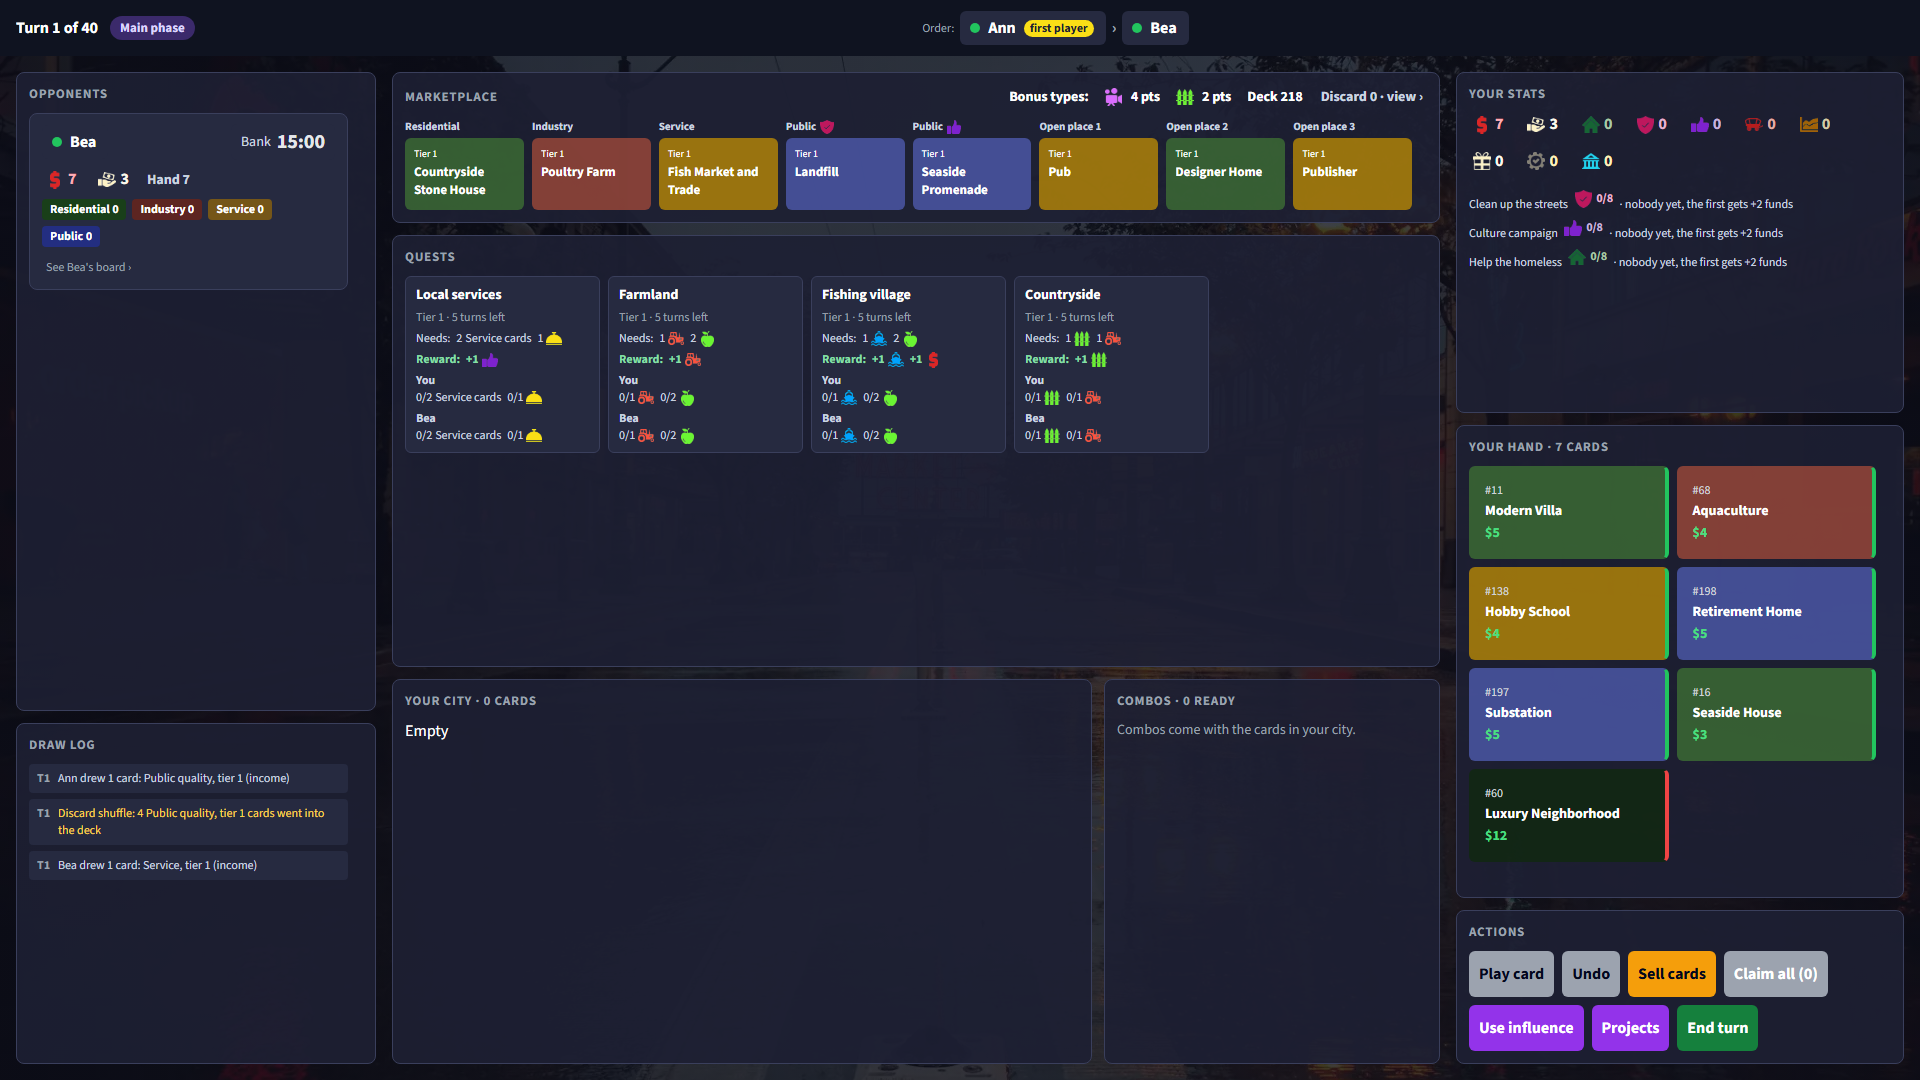 Turn 1 of 40
Main phase
Order:
Ann
first player
›
Bea
OPPONENTS
Bea
Bank 15:00
7
3
Hand 7
Residential 0
Industry 0
Service 0
Public 0
See Bea's board ›
DRAW LOG
T1 Ann drew 1 card: Public quality, tier 1 (income)
T1 Discard shuffle: 4 Public quality, tier 1 cards went into
the deck
T1 Bea drew 1 card: Service, tier 1 (income)
MARKETPLACE
Bonus types:
4 pts
2 pts
Deck 218
Discard 0 · view ›
Residential
Tier 1
Countryside
Stone House
Industry
Tier 1
Poultry Farm
Service
Tier 1
Fish Market and
Trade
Public
Tier 1
Landfill
Public
Tier 1
Seaside
Promenade
Open place 1
Tier 1
Pub
Open place 2
Tier 1
Designer Home
Open place 3
Tier 1
Publisher
QUESTS
Local services
Tier 1 · 5 turns left
Needs: 2 Service cards 1
Reward: +1
You
0/2 Service cards 0/1
Bea
0/2 Service cards 0/1
Farmland
Tier 1 · 5 turns left
Needs: 1 2
Reward: +1
You
0/1 0/2
Bea
0/1 0/2
Fishing village
Tier 1 · 5 turns left
Needs: 1 2
Reward: +1 +1
You
0/1 0/2
Bea
0/1 0/2
Countryside
Tier 1 · 5 turns left
Needs: 1 1
Reward: +1
You
0/1 0/1
Bea
0/1 0/1
YOUR CITY · 0 CARDS
Empty
COMBOS · 0 READY
Combos come with the cards in your city.
YOUR STATS
7 3 0 0 0 0 0
0 0 0
Clean up the streets 0/8 · nobody yet, the first gets +2 funds
Culture campaign 0/8 · nobody yet, the first gets +2 funds
Help the homeless 0/8 · nobody yet, the first gets +2 funds
YOUR HAND · 7 CARDS
#11
Modern Villa
$5
#68
Aquaculture
$4
#138
Hobby School
$4
#198
Retirement Home
$5
#197
Substation
$5
#16
Seaside House
$3
#60
Luxury Neighborhood
$12
ACTIONS
Play card
Undo
Sell cards
Claim all (0)
Use influence
Projects
End turn